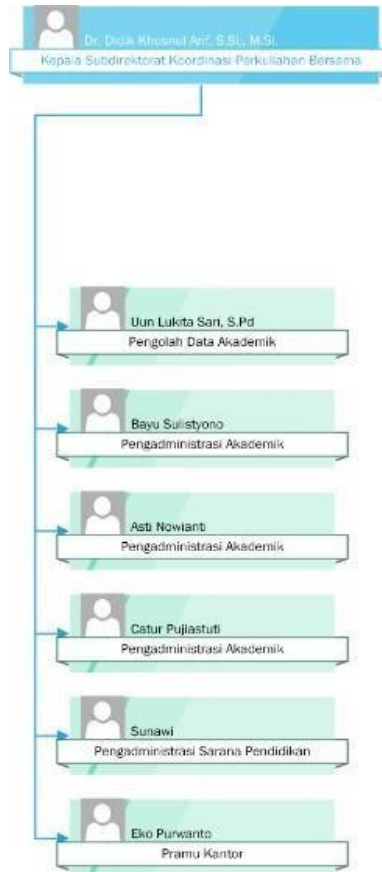 Dr. Didik Khusnul Arif, S.Si., M.Si.
Kepala Subdirektorat Koordinasi Perkuliahan Bersama
Uun Lukita Sari, S.Pd
Pengolah Data Akademik
Bayu Sulistyono
Pengadministrasi Akademik
Asti Nowianti
Pengadministrasi Akademik
Catur Pujiastuti
Pengadministrasi Akademik
Sunawi
Pengadministrasi Sarana Pendidikan
Eko Purwanto
Pramu Kantor